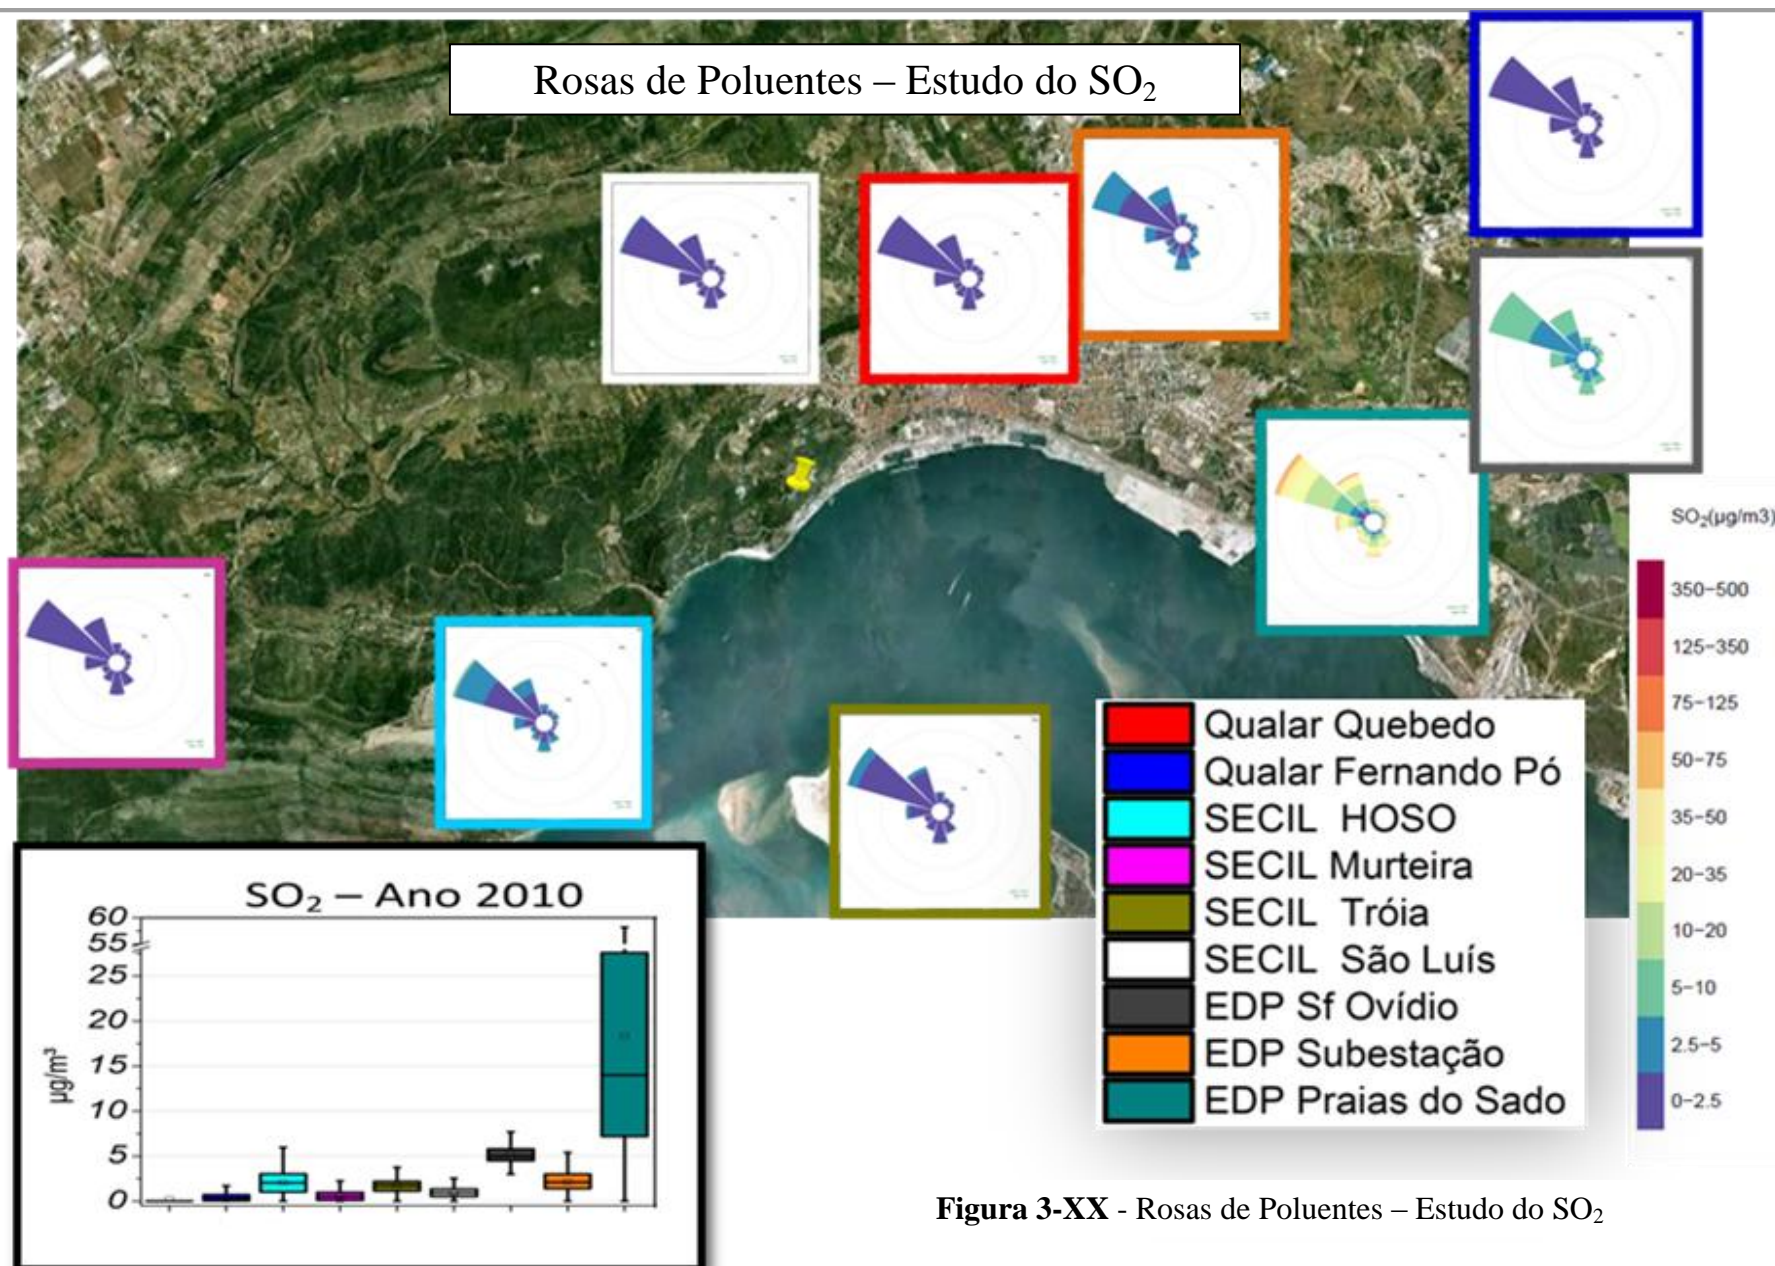 Rosas de Poluentes – Estudo do SO₂
SO₂(µg/m3)
350−500
125−350
75−125
50−75
35−50
20−35
10−20
5−10
2.5−5
0−2.5
Qualar Quebedo
Qualar Fernando Pó
SECIL HOSO
SECIL Murteira
SECIL Tróia
SECIL São Luís
EDP Sf Ovídio
EDP Subestação
EDP Praias do Sado
SO₂ – Ano 2010
60
55
25
20
15
10
5
0
µg/m³
Figura 3-XX - Rosas de Poluentes – Estudo do SO₂